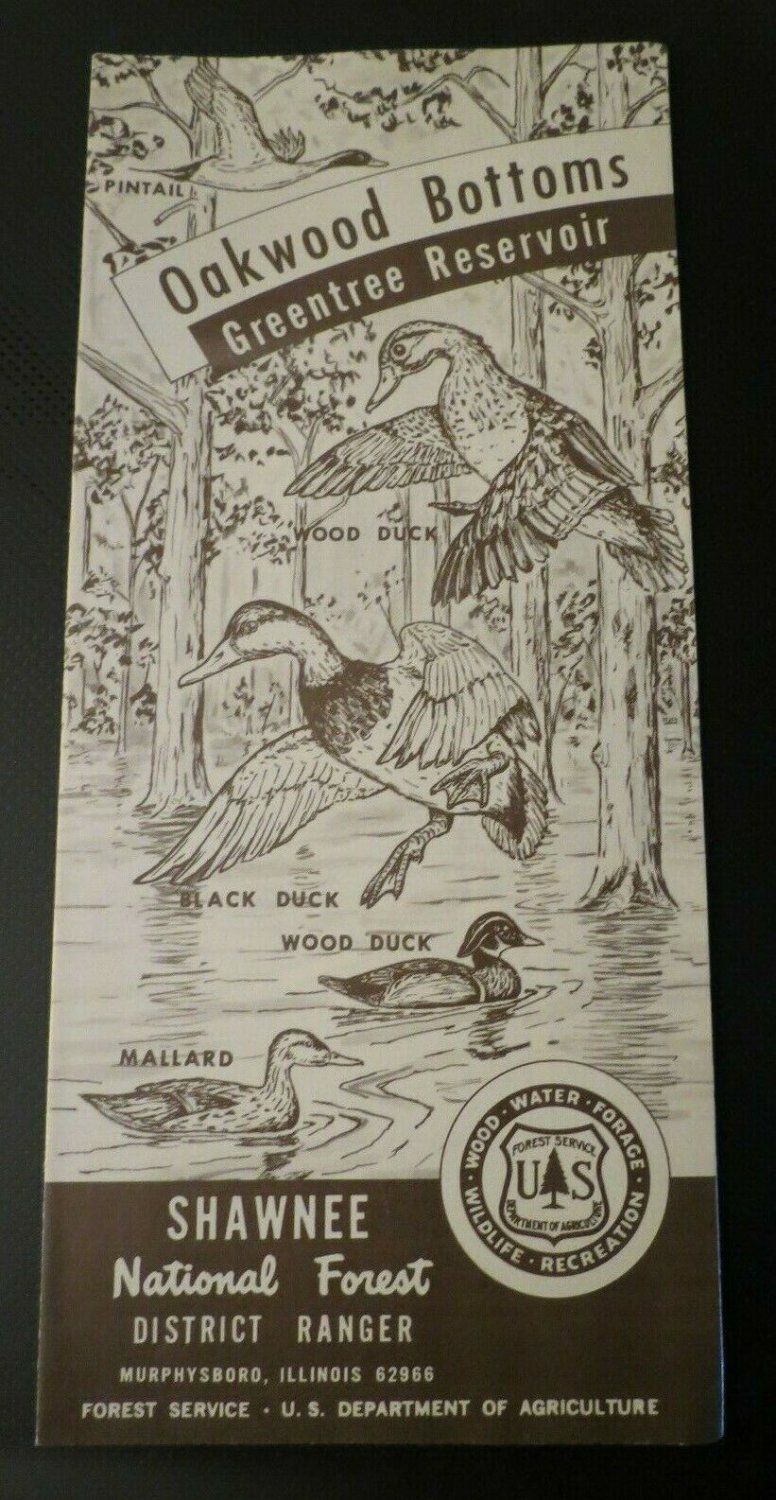 PINTAIL
Oakwood Bottoms
Greentree Reservoir
WOOD DUCK
BLACK DUCK
WOOD DUCK
MALLARD
WOOD · WATER · FORAGE · WILDLIFE · RECREATION ·
FOREST SERVICE
U S
DEPARTMENT OF AGRICULTURE
SHAWNEE
National Forest
DISTRICT RANGER
MURPHYSBORO, ILLINOIS 62966
FOREST SERVICE · U. S. DEPARTMENT OF AGRICULTURE